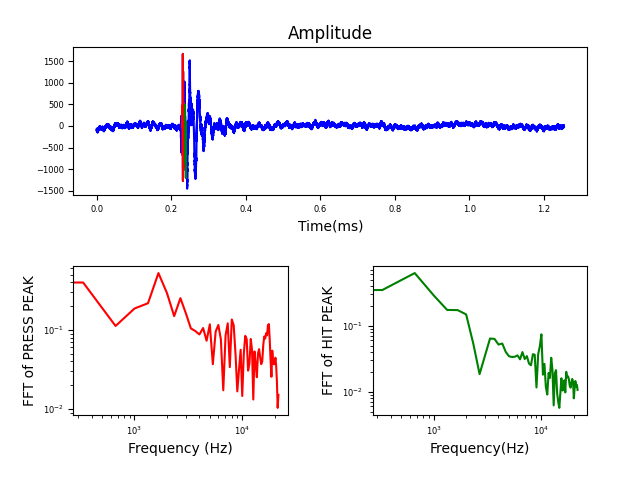 Amplitude
1500
1000
500
0
−500
−1000
−1500
0.0 0.2 0.4 0.6 0.8 1.0 1.2
Time(ms)
FFT of PRESS PEAK
10⁻¹
10⁻²
10³ 10⁴
Frequency (Hz)
FFT of HIT PEAK
10⁻¹
10⁻²
10³ 10⁴
Frequency(Hz)